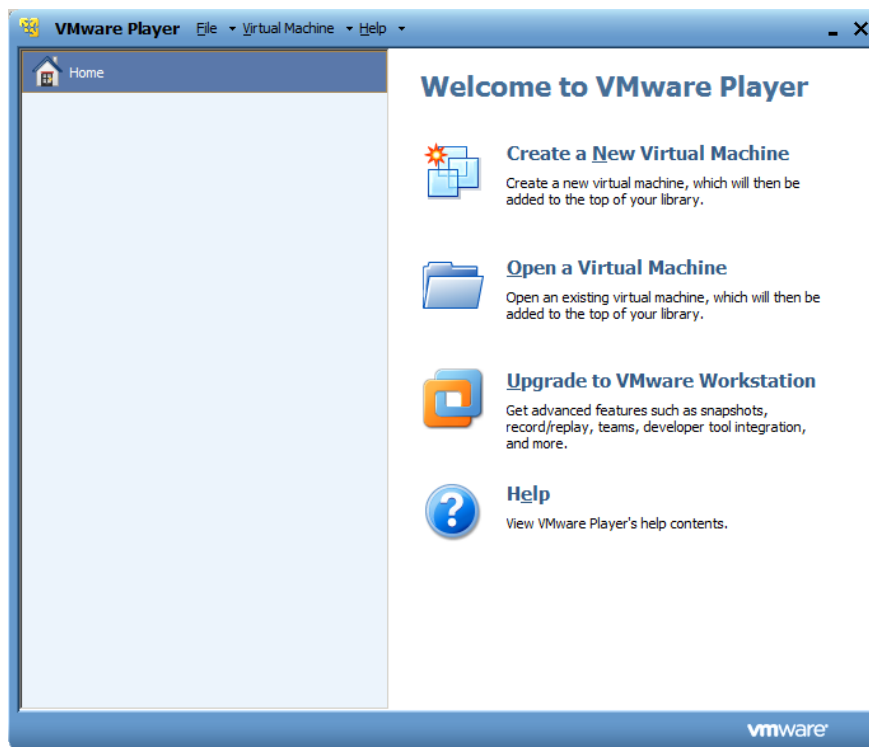 VMware Player File Virtual Machine Help
Home
Welcome to VMware Player
Create a New Virtual Machine
Create a new virtual machine, which will then be
added to the top of your library.
Open a Virtual Machine
Open an existing virtual machine, which will then be
added to the top of your library.
Upgrade to VMware Workstation
Get advanced features such as snapshots,
record/replay, teams, developer tool integration,
and more.
Help
View VMware Player's help contents.
vmware